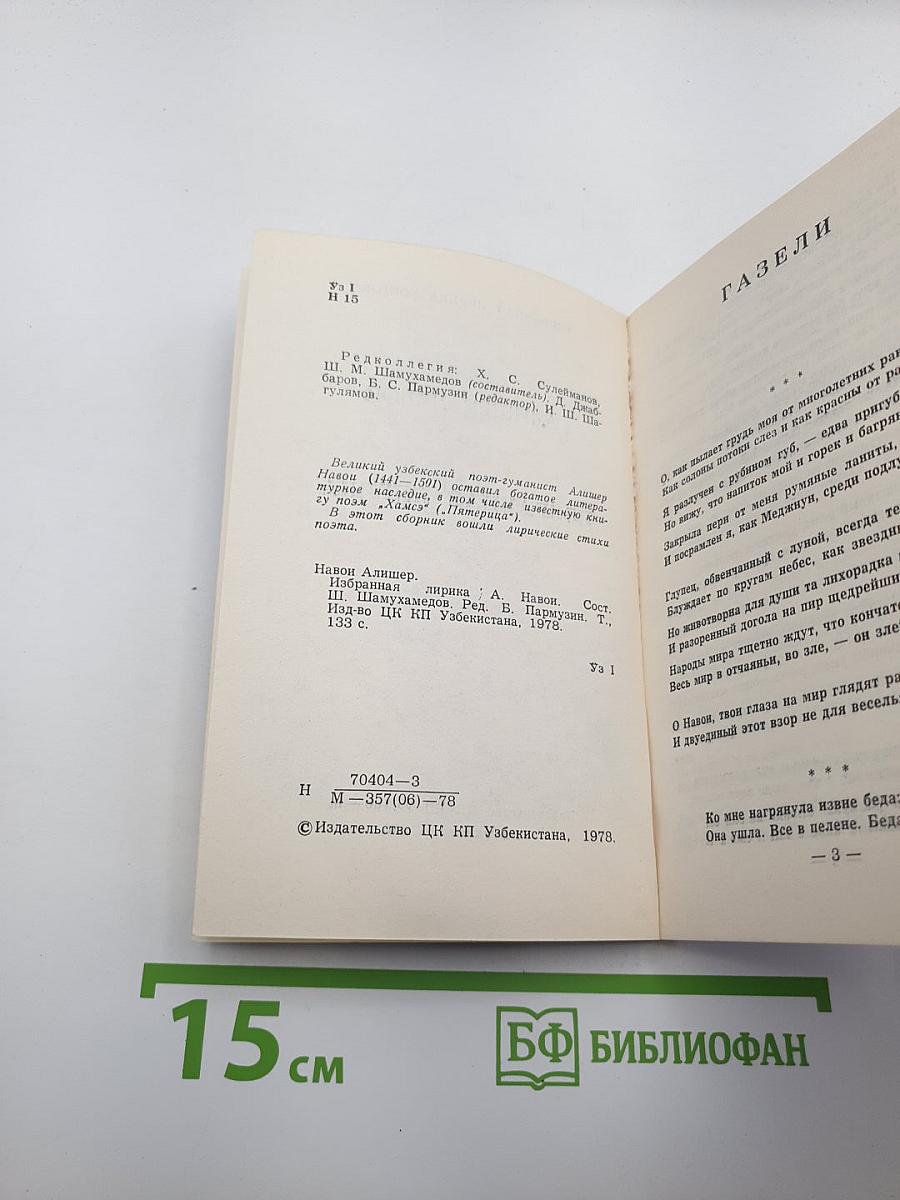 Уз I
Н 15
Редколлегия: Х. С. Сулейманов,
Ш. М. Шамухамедов (составитель), Д. Джаб-
баров, Б. С. Пармузин (редактор), И. Ш. Ша-
гулямов.
Великий узбекский поэт-гуманист Алишер
Навои (1441—1501) оставил богатое литера-
турное наследие, в том числе известную кни-
гу поэм „Хамсэ“ („Пятерица“).
В этот сборник вошли лирические стихи
поэта.
Навои Алишер.
Избранная лирика ; А. Навои. Сост.
Ш. Шамухамедов. Ред. Б. Пармузин. Т.,
Изд-во ЦК КП Узбекистана, 1978.
133 с.
Уз I
Н 70404—3
М —357(06)—78
© Издательство ЦК КП Узбекистана, 1978.
ГАЗЕЛИ
* * *
О, как пылает грудь моя от многолетних
Как солоны потоки слез и как красны от
Я разлучен с рубином губ, — едва
Но вижу, что напиток мой и горек и
Закрыла пери от меня румяные ланиты,
И посрамлен я, как Меджнун, среди
Глупец, обвенчанный с луной, всегда
Блуждает по кругам небес, как
Но животворна для души та лихорадка
И разоренный догола на пир
Народы мира тщетно ждут, что
Весь мир в отчаяньи, во зле, — он
О Навои, твои глаза на мир глядят
И двуединый этот взор не для
* * *
Ко мне нагрянула извне беда:
Она ушла. Все в пелене.
— 3 —
15 см
БФ БИБЛИОФАН